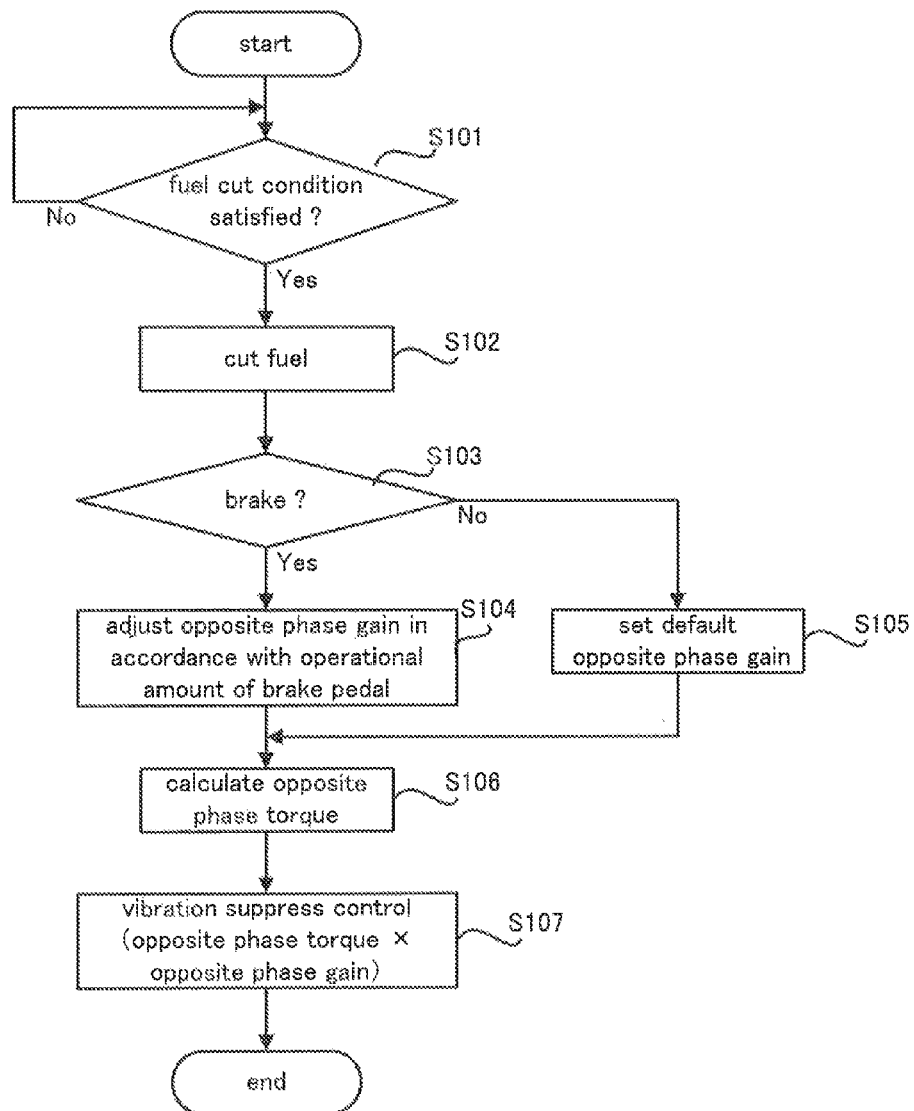 start
S101
fuel cut condition
satisfied ?
No
Yes
S102
cut fuel
S103
brake ?
No
Yes
S104
adjust opposite phase gain in
accordance with operational
amount of brake pedal
S105
set default
opposite phase gain
calculate opposite
phase torque
S106
vibration suppress control
(opposite phase torque ×
opposite phase gain)
S107
end